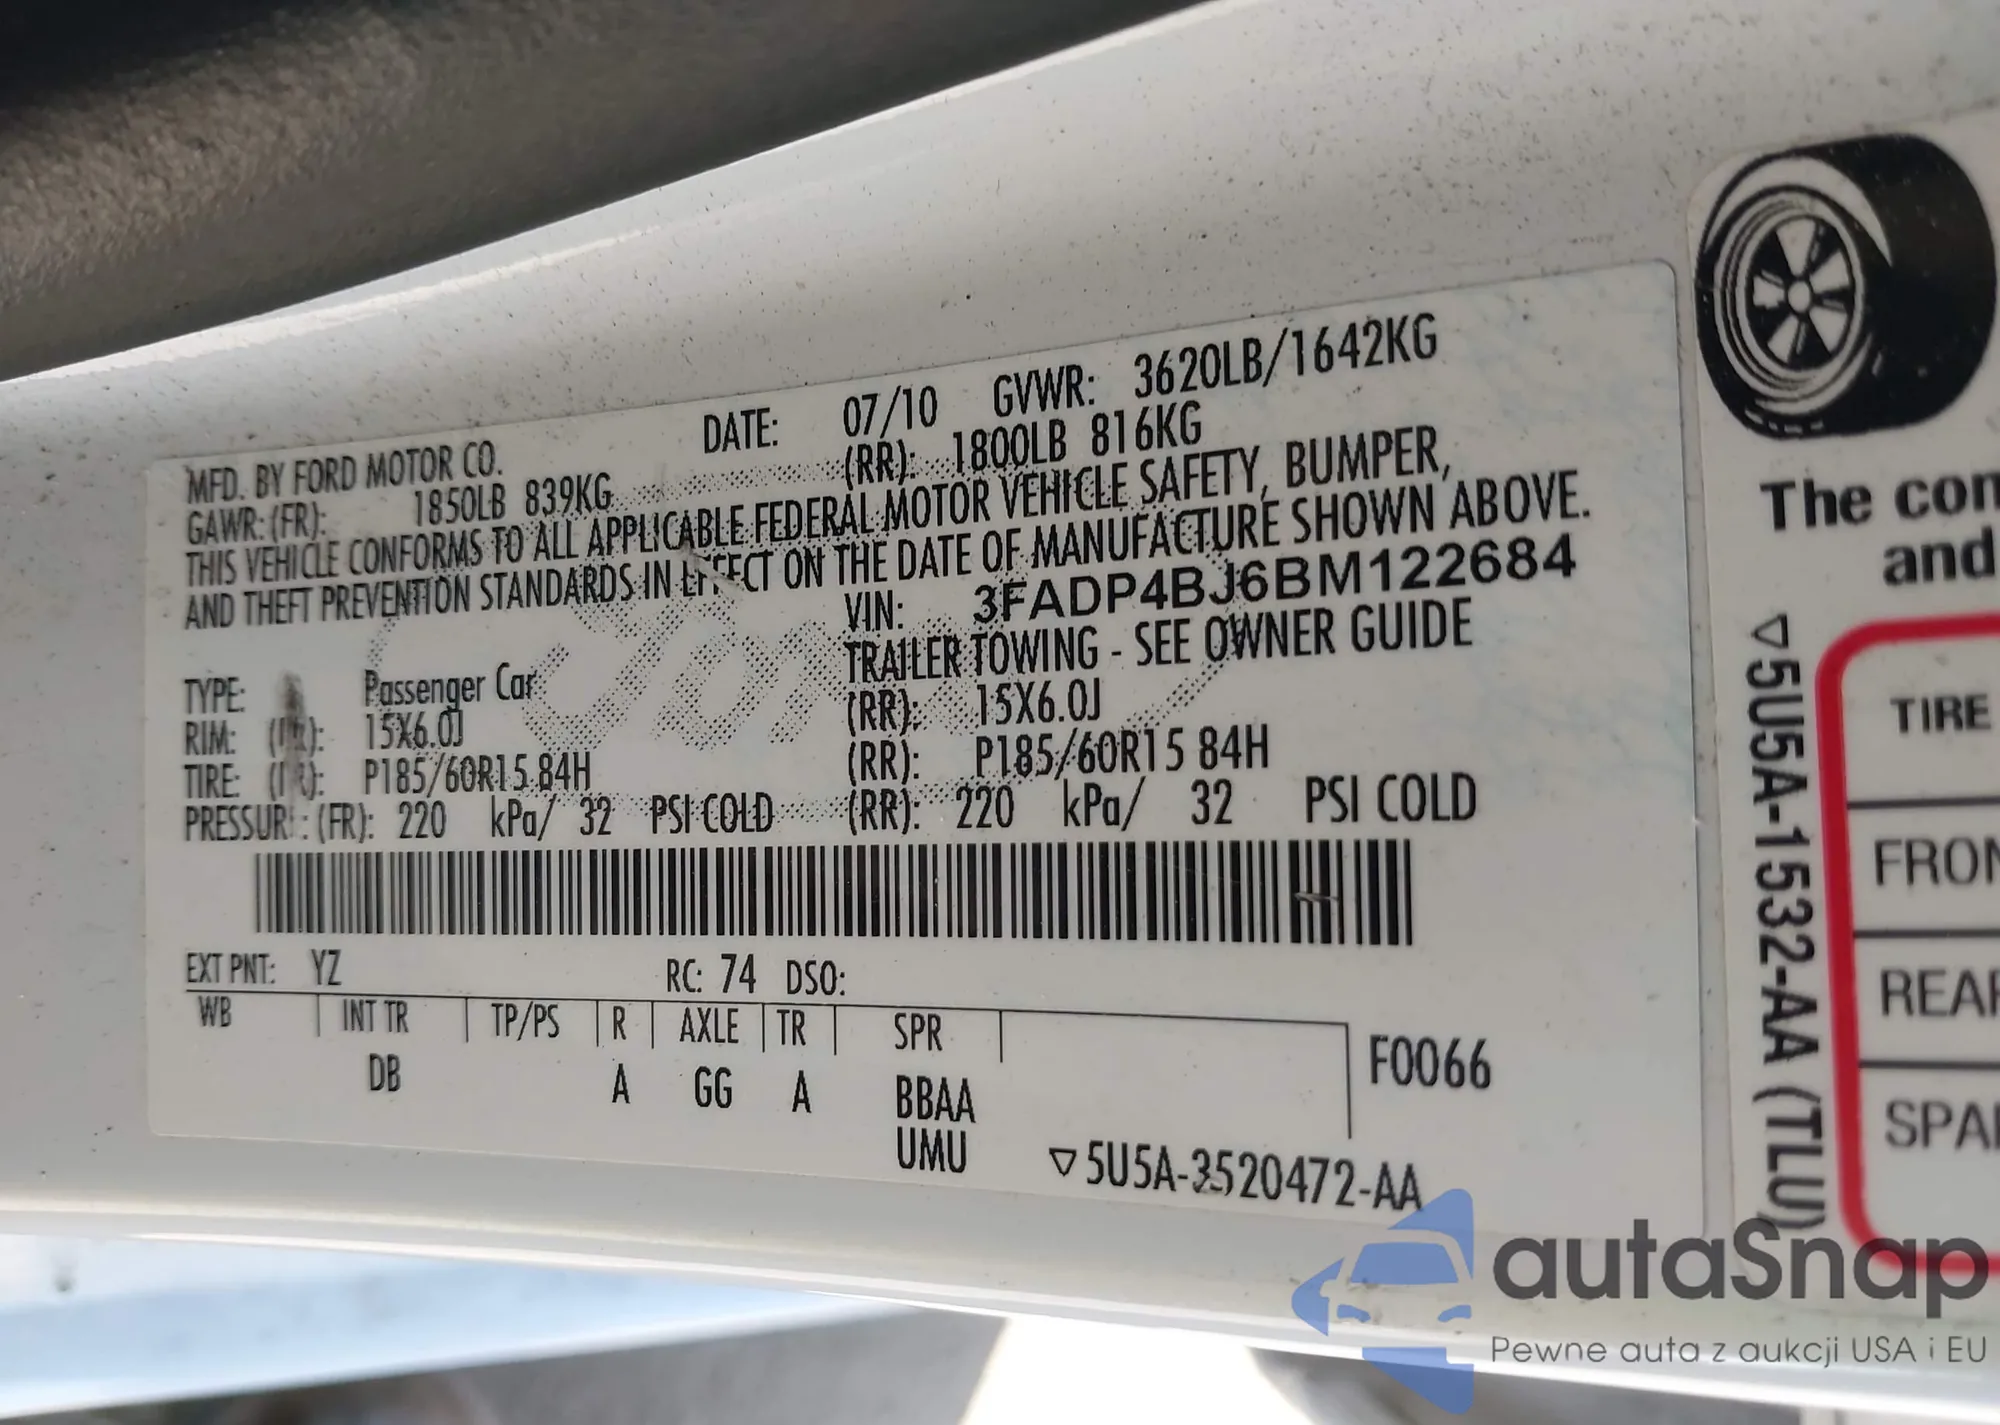 MFD. BY FORD MOTOR CO. DATE: 07/10 GVWR: 3620LB/1642KG
GAWR: (FR): 1850LB 839KG (RR): 1800LB 816KG
THIS VEHICLE CONFORMS TO ALL APPLICABLE FEDERAL MOTOR VEHICLE SAFETY, BUMPER,
AND THEFT PREVENTION STANDARDS IN EFFECT ON THE DATE OF MANUFACTURE SHOWN ABOVE.
VIN: 3FADP4BJ6BM122684
TYPE: Passenger Car TRAILER TOWING - SEE OWNER GUIDE
RIM: (FR): 15X6.0J (RR): 15X6.0J
TIRE: (FR): P185/60R15 84H (RR): P185/60R15 84H
PRESSURE: (FR): 220 kPa/ 32 PSI COLD (RR): 220 kPa/ 32 PSI COLD
EXT PNT: YZ RC: 74 DSO:
WB INT TR TP/PS R AXLE TR SPR
DB A GG A BBAA
UMU
F0066
▽5U5A-3520472-AA
The con
and
▽5U5A-1532-AA (TLU)
TIRE
FRON
REAR
SPA
autaSnap
Pewne auta z aukcji USA i EU